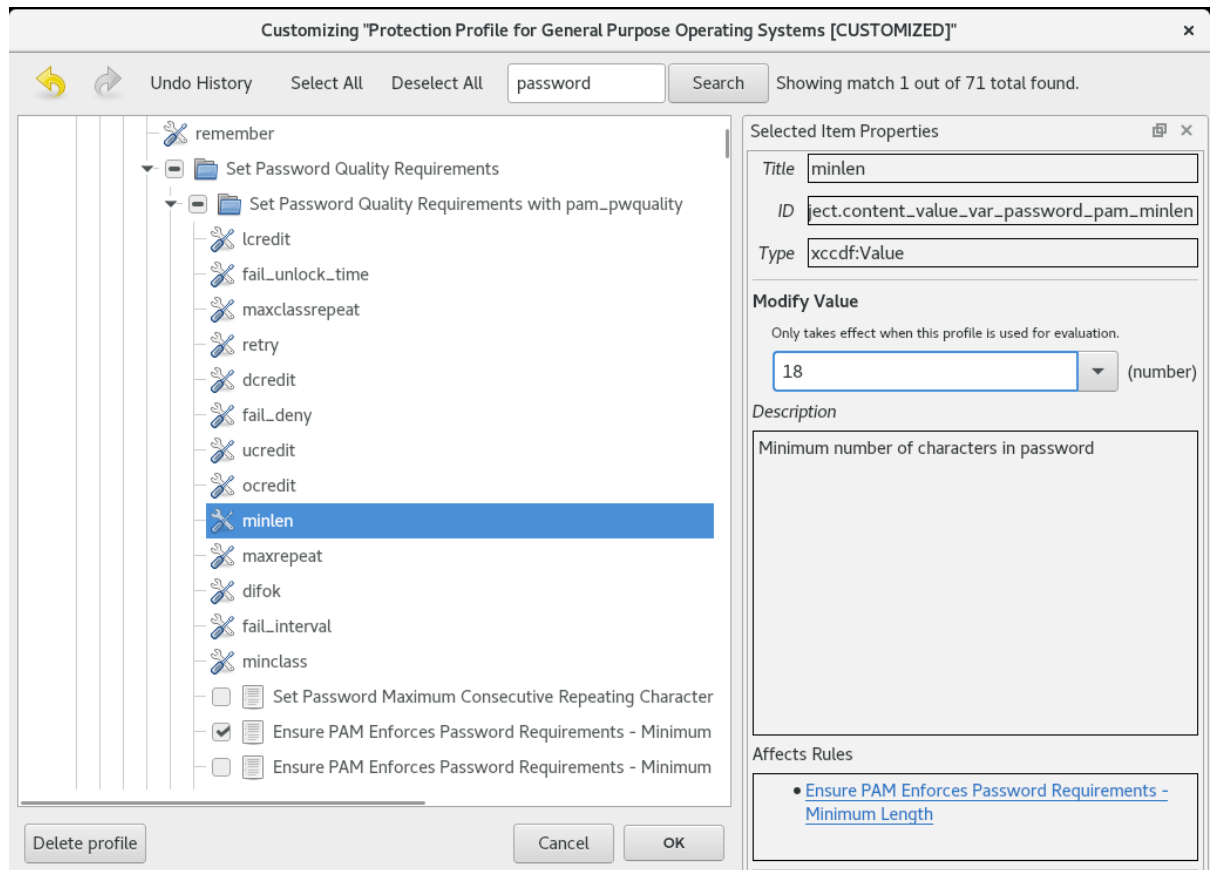 Customizing "Protection Profile for General Purpose Operating Systems [CUSTOMIZED]"
Undo History Select All Deselect All password Search Showing match 1 out of 71 total found.
remember
Set Password Quality Requirements
Set Password Quality Requirements with pam_pwquality
lcredit
fail_unlock_time
maxclassrepeat
retry
dcredit
fail_deny
ucredit
ocredit
minlen
maxrepeat
difok
fail_interval
minclass
Set Password Maximum Consecutive Repeating Character
Ensure PAM Enforces Password Requirements - Minimum
Ensure PAM Enforces Password Requirements - Minimum
Delete profile Cancel OK
Selected Item Properties
Title minlen
ID ject.content_value_var_password_pam_minlen
Type xccdf:Value
Modify Value
Only takes effect when this profile is used for evaluation.
18 (number)
Description
Minimum number of characters in password
Affects Rules
Ensure PAM Enforces Password Requirements -
Minimum Length